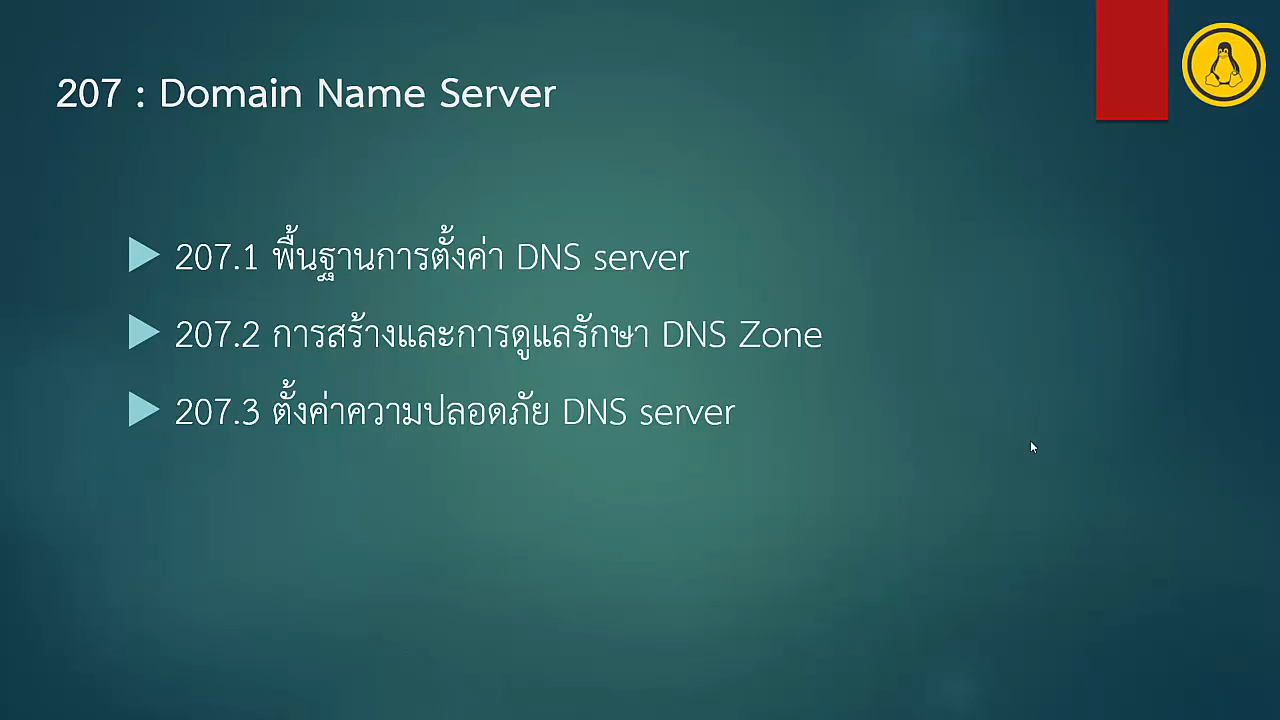 207 : Domain Name Server
207.1 พื้นฐานการตั้งค่า DNS server
207.2 การสร้างและการดูแลรักษา DNS Zone
207.3 ตั้งค่าความปลอดภัย DNS server